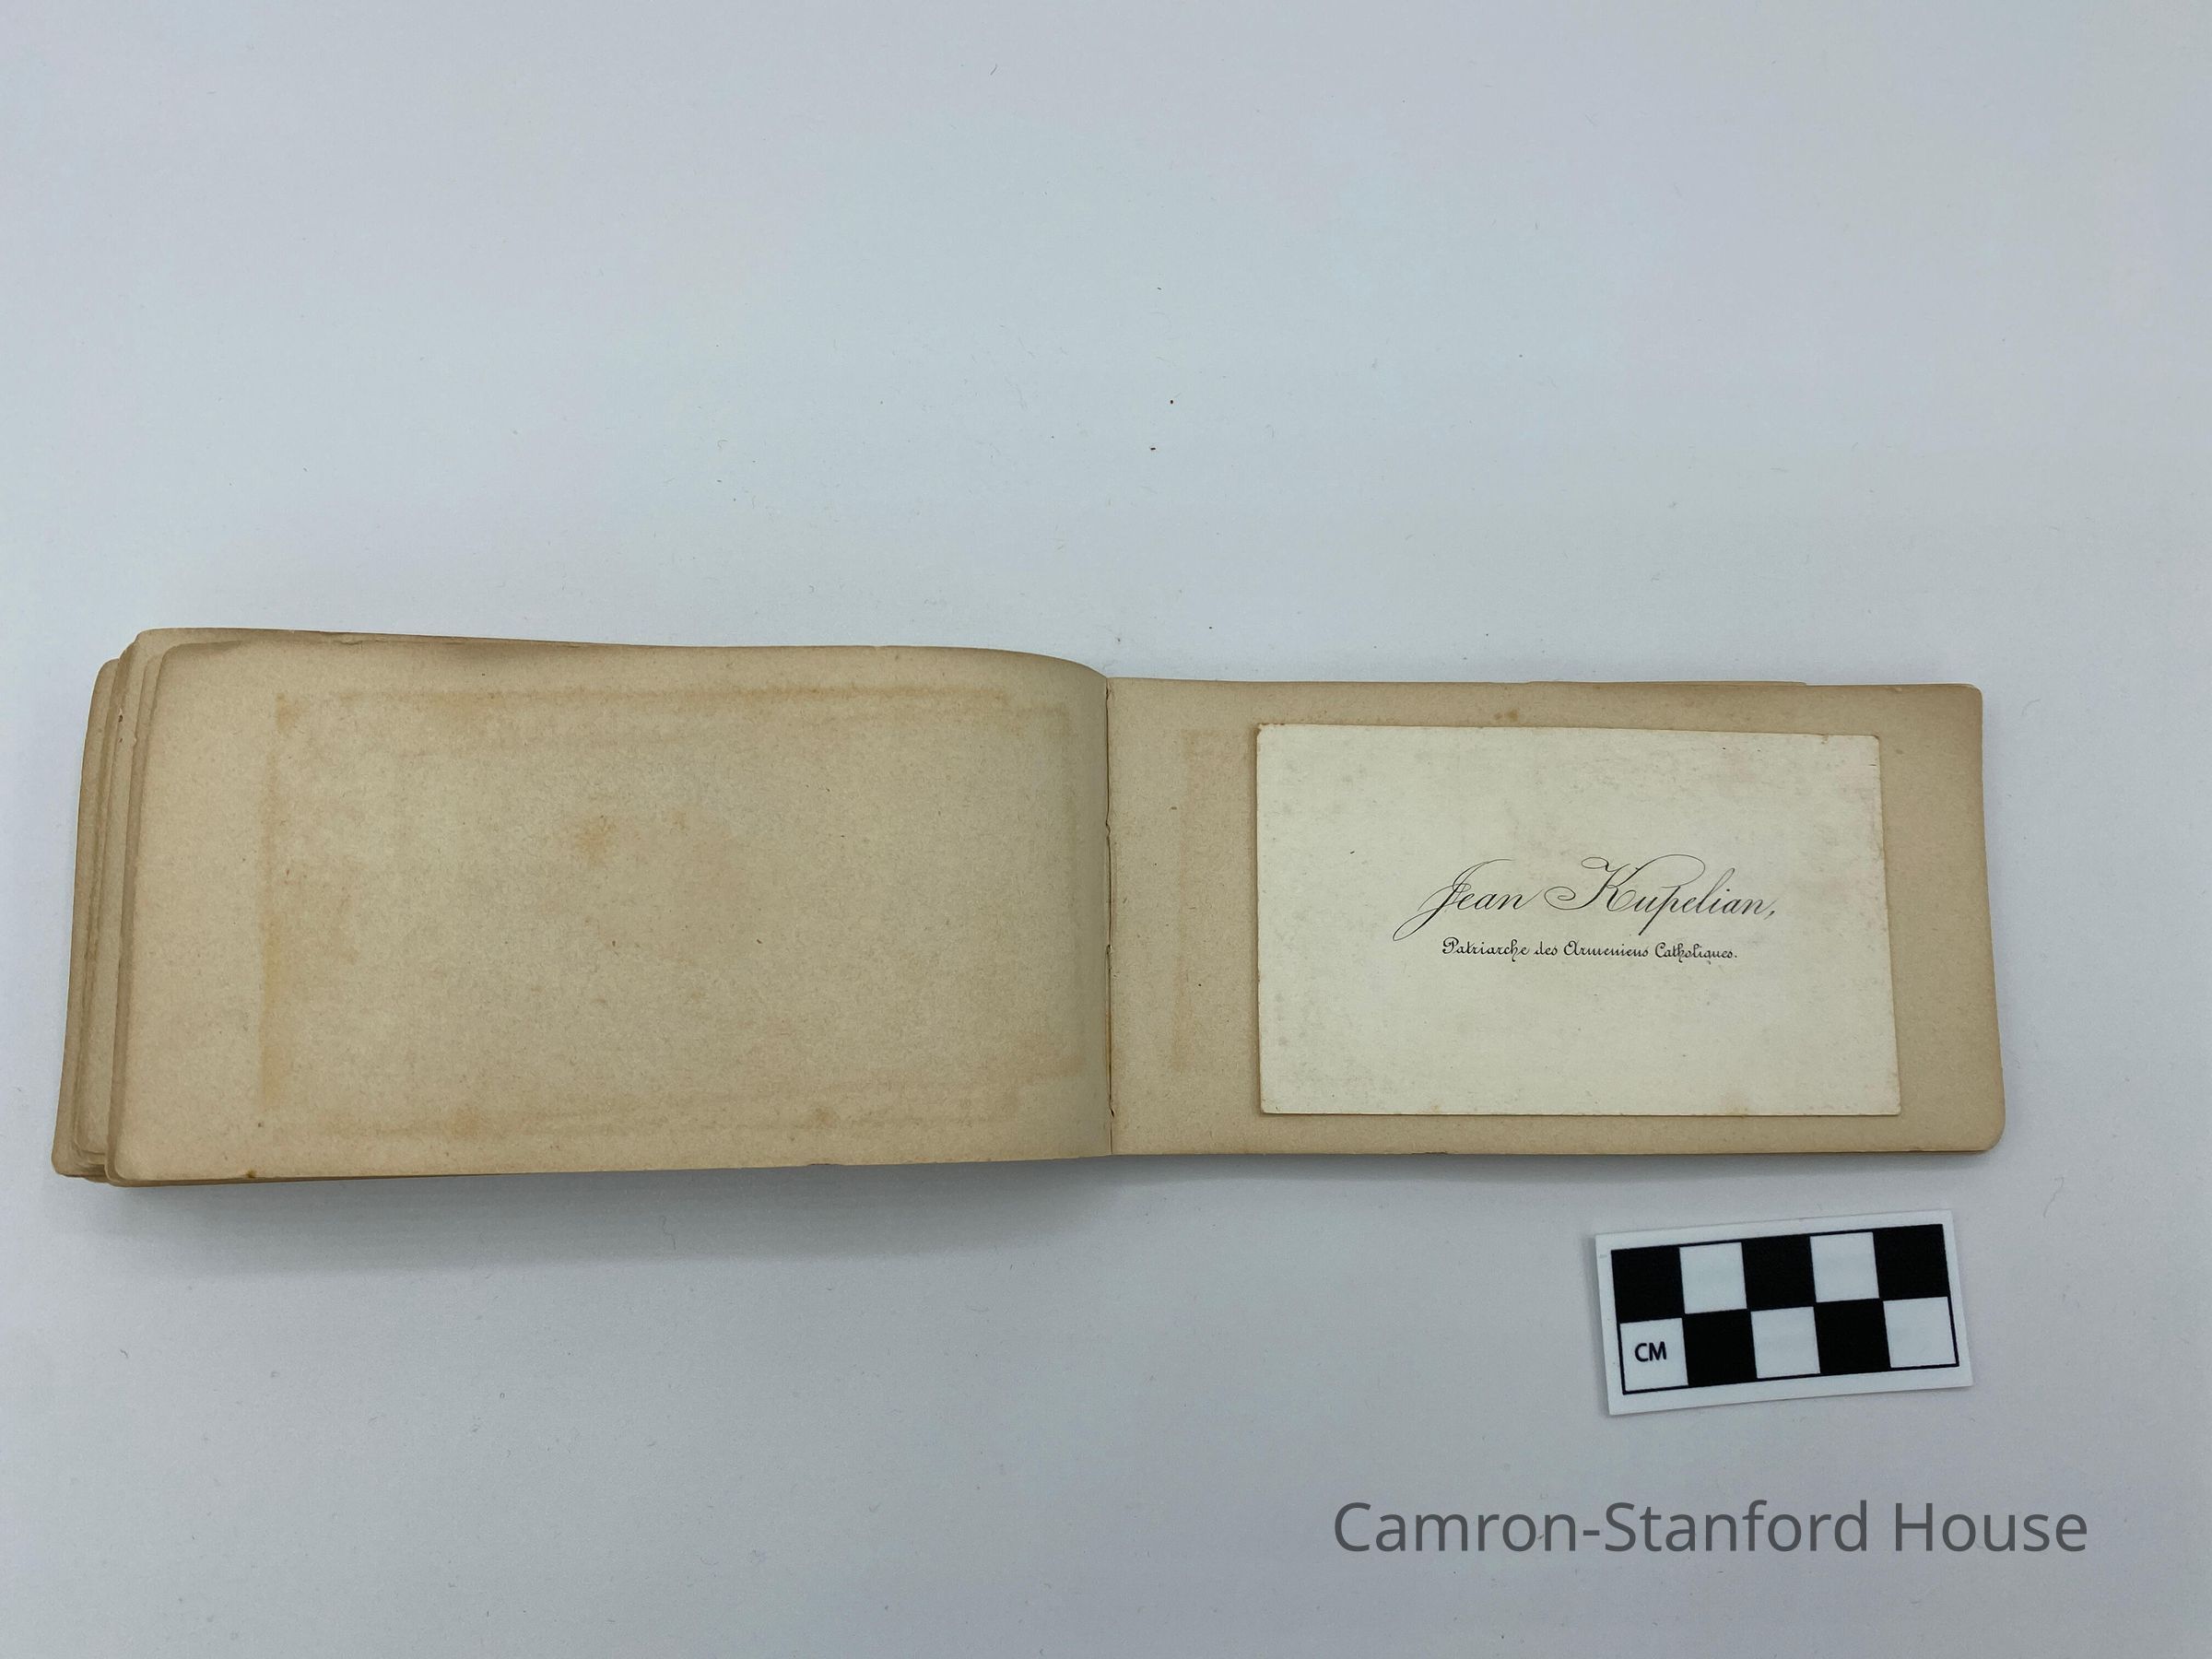 Jean Kupelian,
Patriarche des Armeniens Catholiques.
CM
Camron-Stanford House